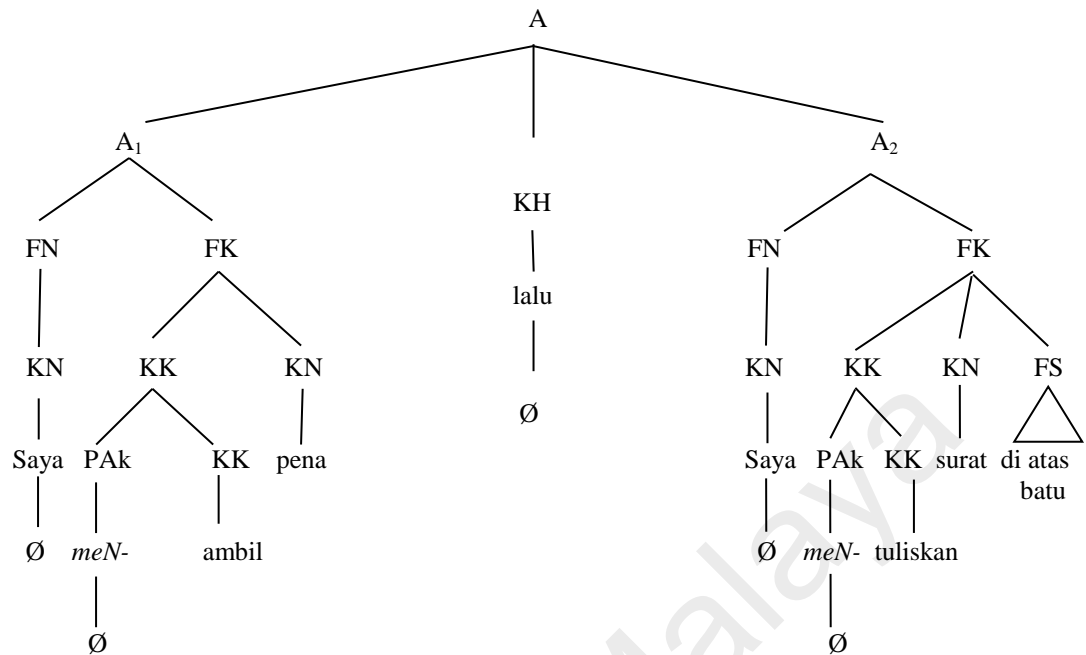 A
A₁ A₂
KH
FN FK FN FK
lalu
KN KK KN KN KK KN FS
Ø
Saya PAk KK pena Saya PAk KK surat di atas
batu
Ø meN- ambil Ø meN- tuliskan
Ø Ø
Malaya